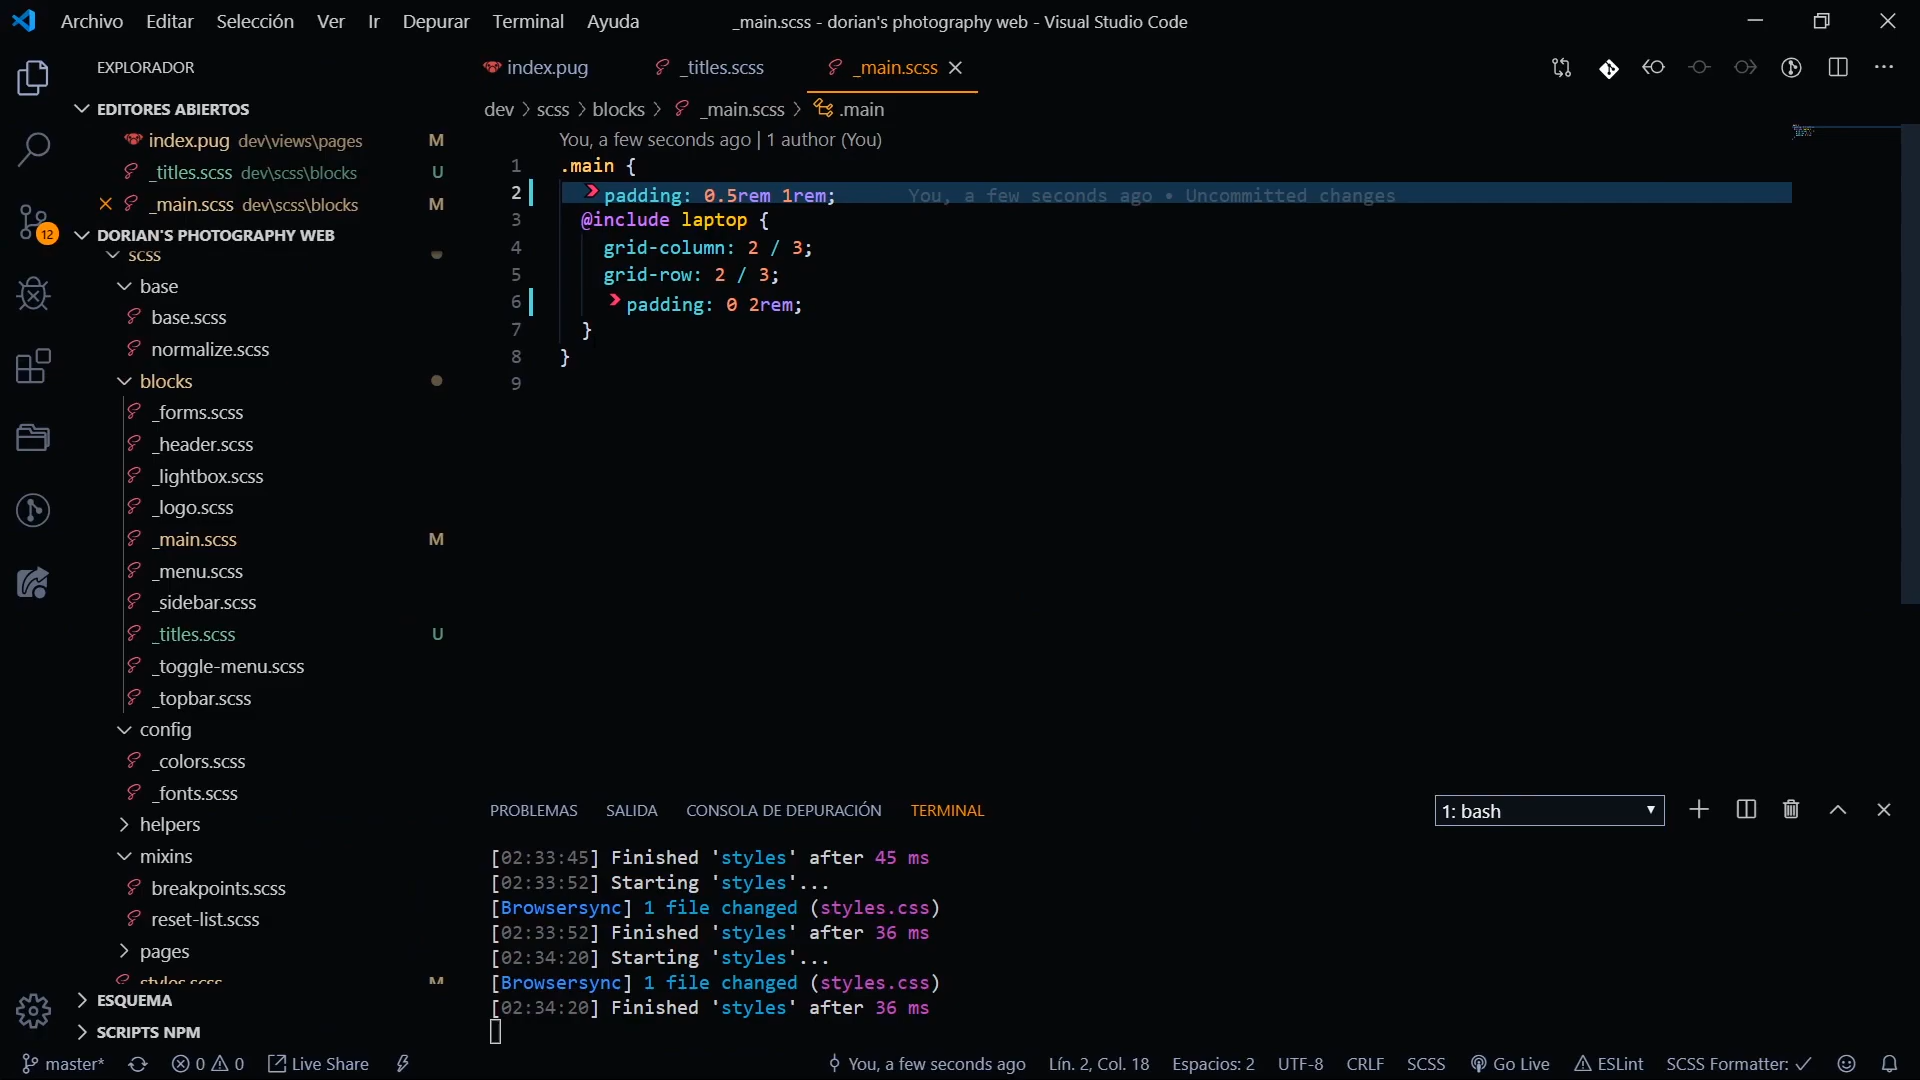 Archivo Editar Selección Ver Ir Depurar Terminal Ayuda _main.scss - dorian's photography web - Visual Studio Code
EXPLORADOR
index.pug _titles.scss _main.scss
EDITORES ABIERTOS
index.pug dev\views\pages M
_titles.scss dev\scss\blocks U
_main.scss dev\scss\blocks M
12
DORIAN'S PHOTOGRAPHY WEB
scss
base
base.scss
normalize.scss
blocks
_forms.scss
_header.scss
_lightbox.scss
_logo.scss
_main.scss M
_menu.scss
_sidebar.scss
_titles.scss U
_toggle-menu.scss
_topbar.scss
config
_colors.scss
_fonts.scss
helpers
mixins
breakpoints.scss
reset-list.scss
pages
styles.scss M
ESQUEMA
SCRIPTS NPM
dev > scss > blocks > _main.scss > .main
You, a few seconds ago | 1 author (You)
1 .main {
2 padding: 0.5rem 1rem; You, a few seconds ago • Uncommitted changes
3 @include laptop {
4 grid-column: 2 / 3;
5 grid-row: 2 / 3;
6 padding: 0 2rem;
7 }
8 }
9
PROBLEMAS SALIDA CONSOLA DE DEPURACIÓN TERMINAL 1: bash
[02:33:45] Finished 'styles' after 45 ms
[02:33:52] Starting 'styles'...
[Browsersync] 1 file changed (styles.css)
[02:33:52] Finished 'styles' after 36 ms
[02:34:20] Starting 'styles'...
[Browsersync] 1 file changed (styles.css)
[02:34:20] Finished 'styles' after 36 ms
master* 0 0 Live Share You, a few seconds ago Lín. 2, Col. 18 Espacios: 2 UTF-8 CRLF SCSS Go Live ESLint SCSS Formatter: ✓